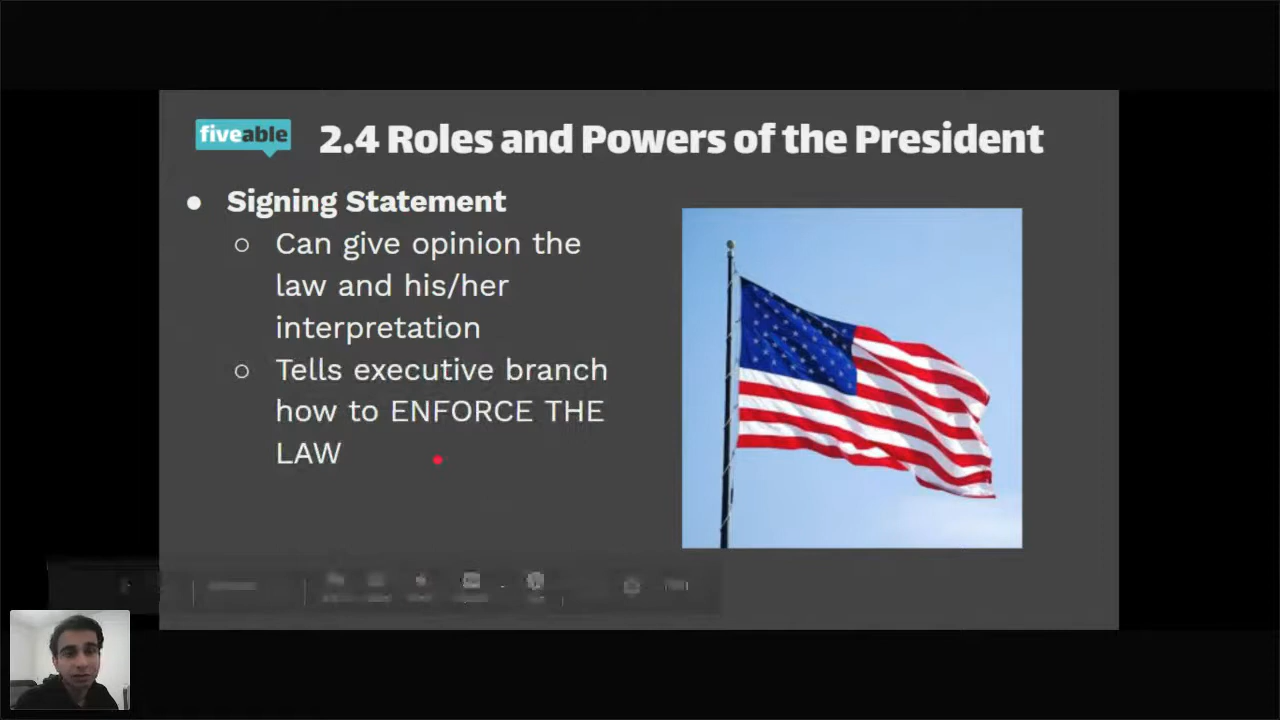 fiveable
2.4 Roles and Powers of the President
● Signing Statement
○ Can give opinion the
law and his/her
interpretation
○ Tells executive branch
how to ENFORCE THE
LAW